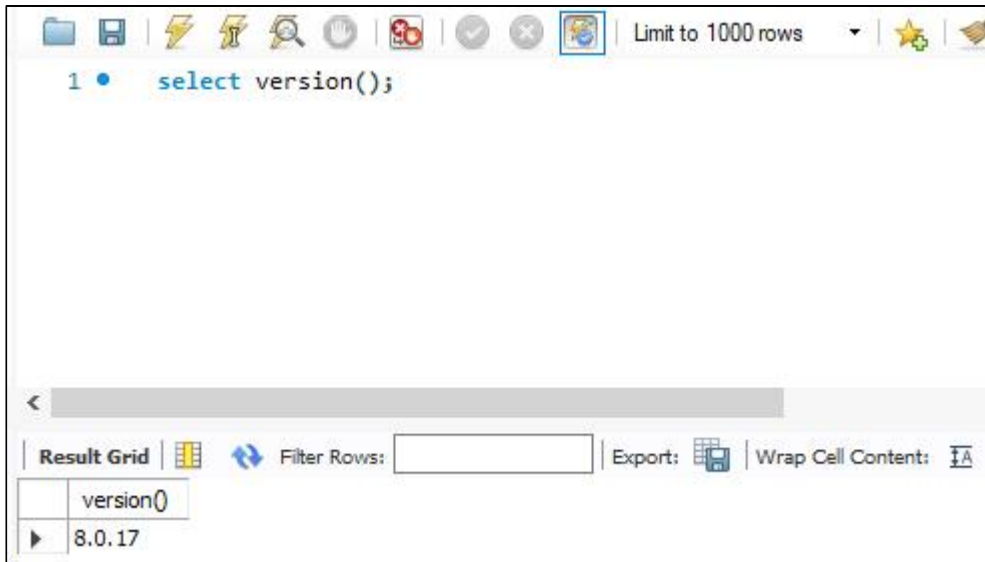 Limit to 1000 rows
1 select version();
Result Grid Filter Rows: Export: Wrap Cell Content:
version()
8.0.17